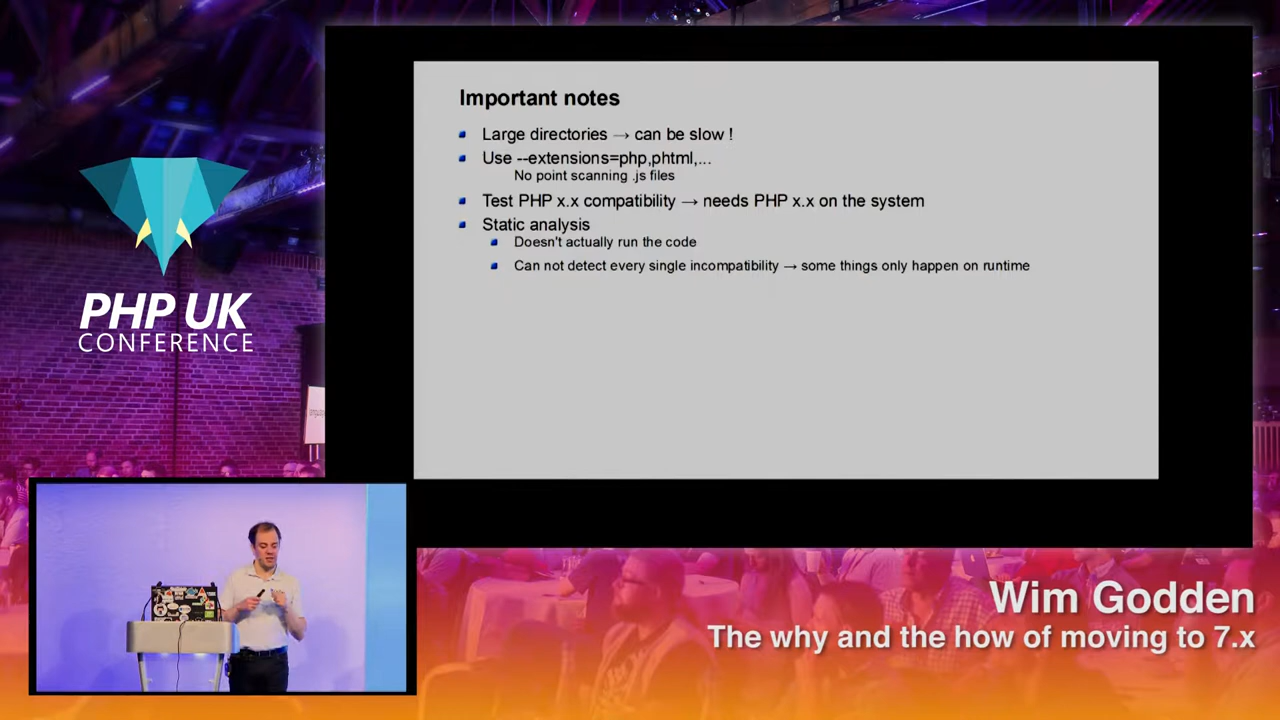 Important notes
Large directories → can be slow !
Use --extensions=php,phtml,...
No point scanning .js files
Test PHP x.x compatibility → needs PHP x.x on the system
Static analysis
Doesn't actually run the code
Can not detect every single incompatibility → some things only happen on runtime
PHP UK
CONFERENCE
Wim Godden
The why and the how of moving to 7.x